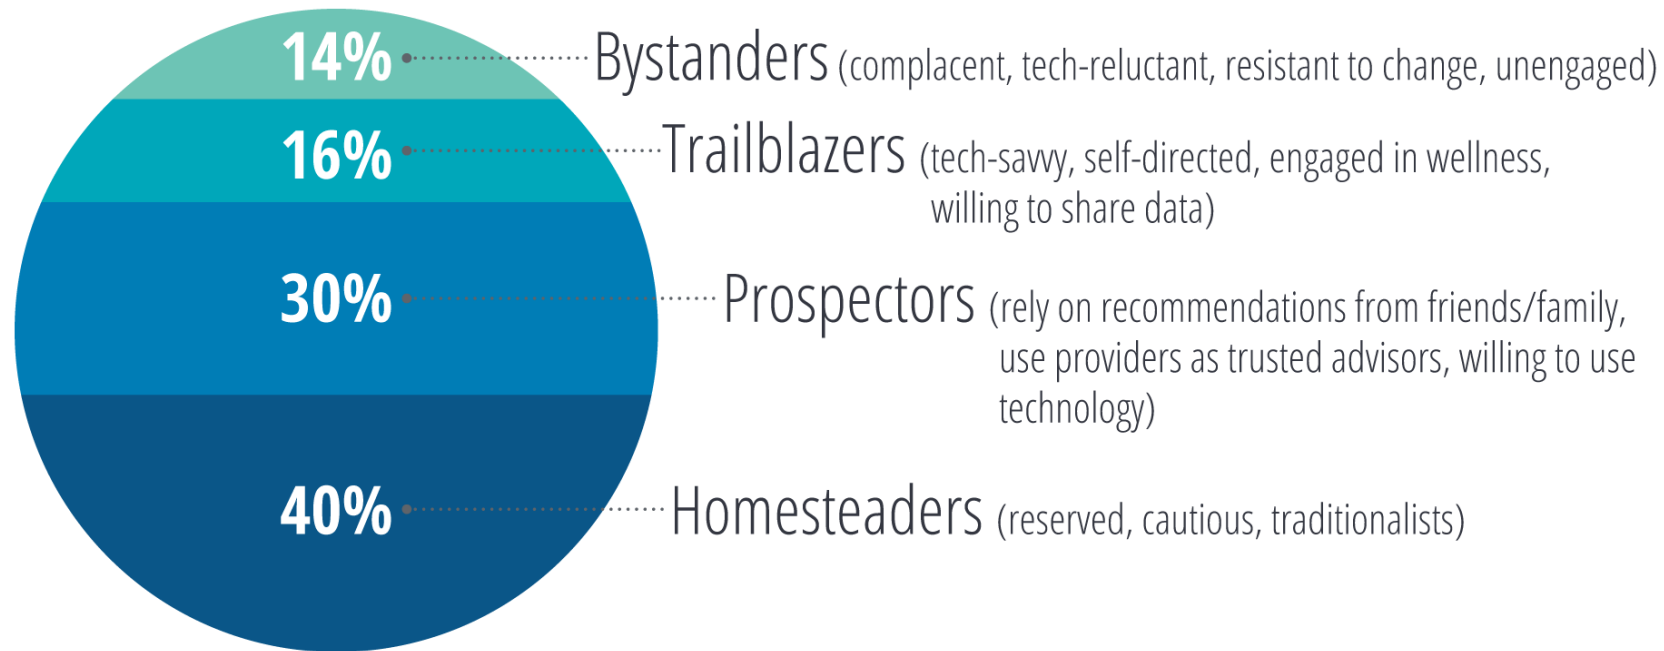 14% Bystanders (complacent, tech-reluctant, resistant to change, unengaged)
16% Trailblazers (tech-savvy, self-directed, engaged in wellness,
willing to share data)
30% Prospectors (rely on recommendations from friends/family,
use providers as trusted advisors, willing to use
technology)
40% Homesteaders (reserved, cautious, traditionalists)